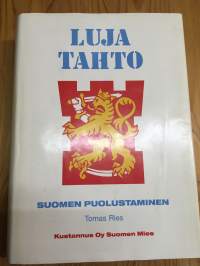 LUJA
TAHTO
SUOMEN PUOLUSTAMINEN
Tomas Ries
Kustannus Oy Suomen Mies